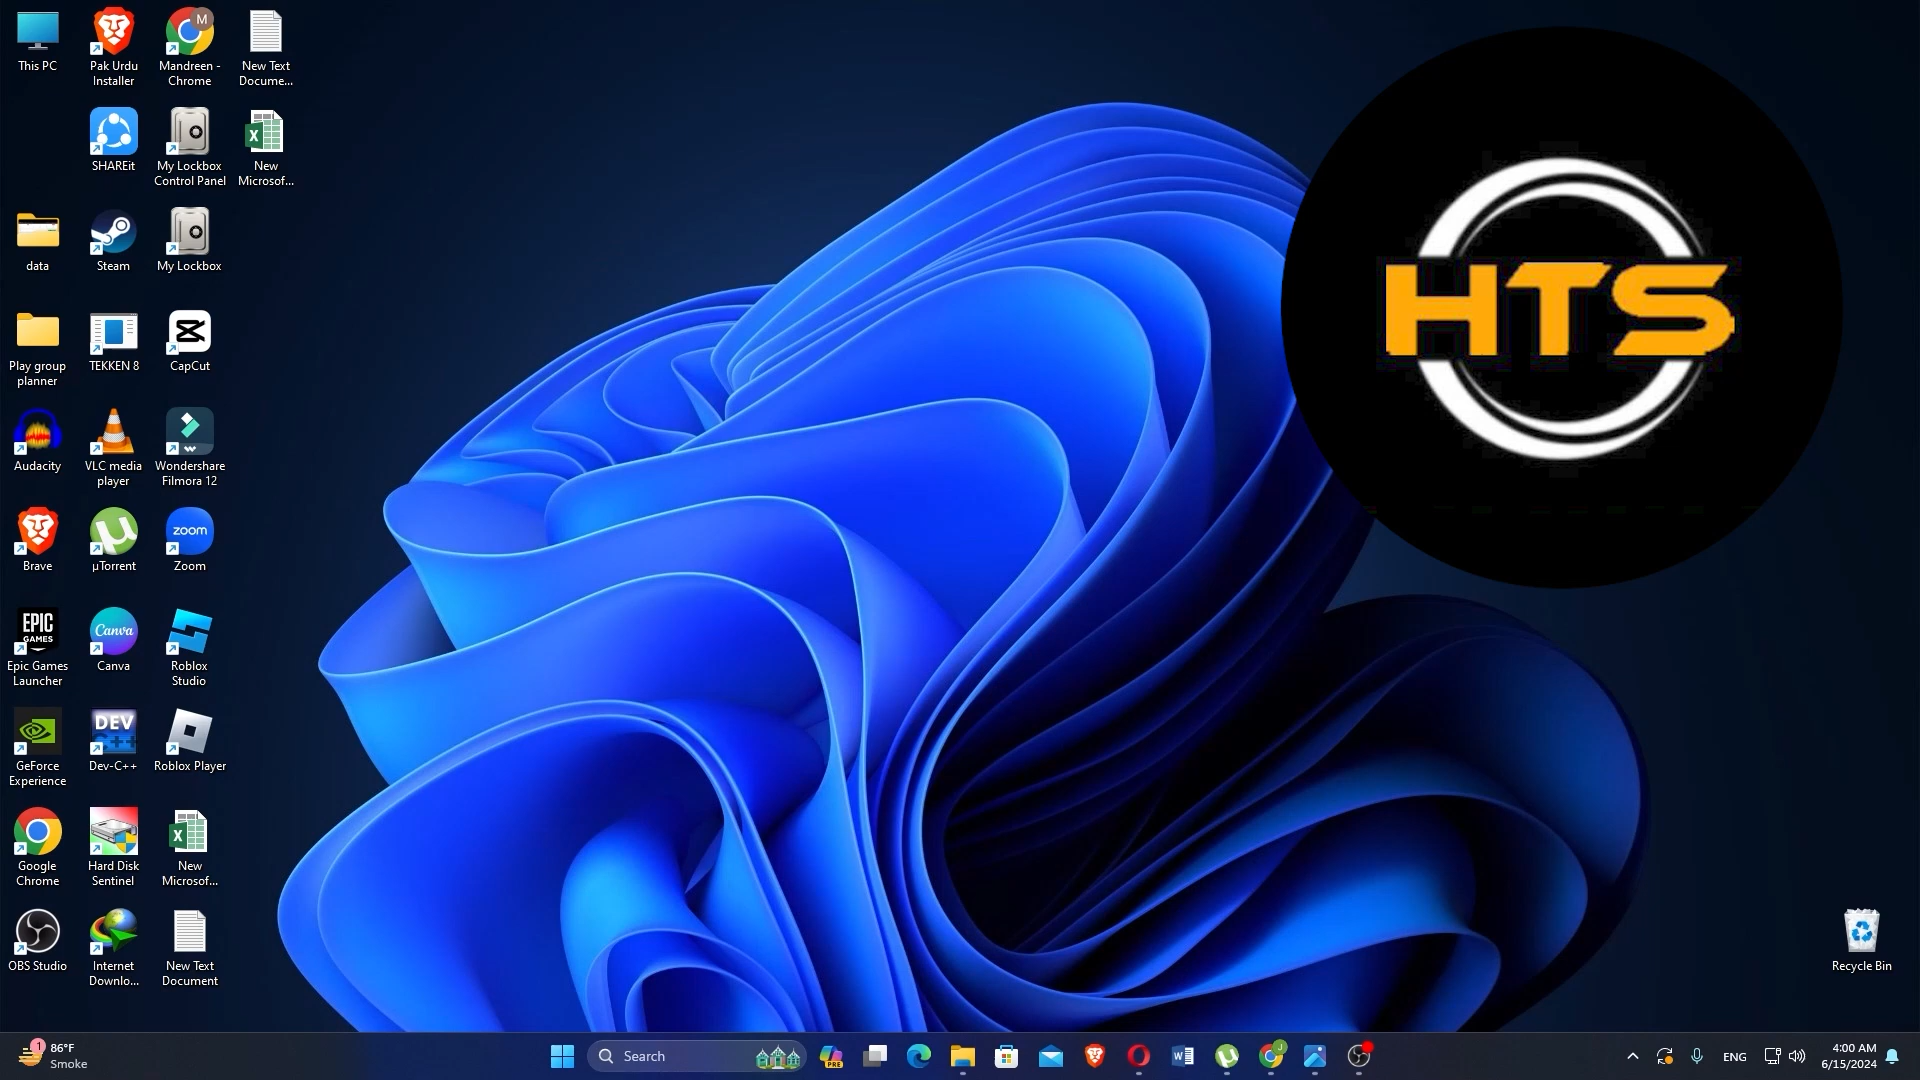 This PC
Pak Urdu
Installer
M
Mandreen -
Chrome
New Text
Docume...
SHAREit
My Lockbox
Control Panel
New
Microsof...
data
Steam
My Lockbox
Play group
planner
TEKKEN 8
CapCut
Audacity
VLC media
player
Wondershare
Filmora 12
Brave
µTorrent
zoom
Zoom
EPIC
GAMES
Epic Games
Launcher
Canva
Canva
Roblox
Studio
GeForce
Experience
DEV
C++
Dev-C++
Roblox Player
Google
Chrome
Hard Disk
Sentinel
New
Microsof...
OBS Studio
Internet
Downlo...
New Text
Document
HTS
Recycle Bin
1
86°F
Smoke
Search
PRE
J
ENG
4:00 AM
6/15/2024